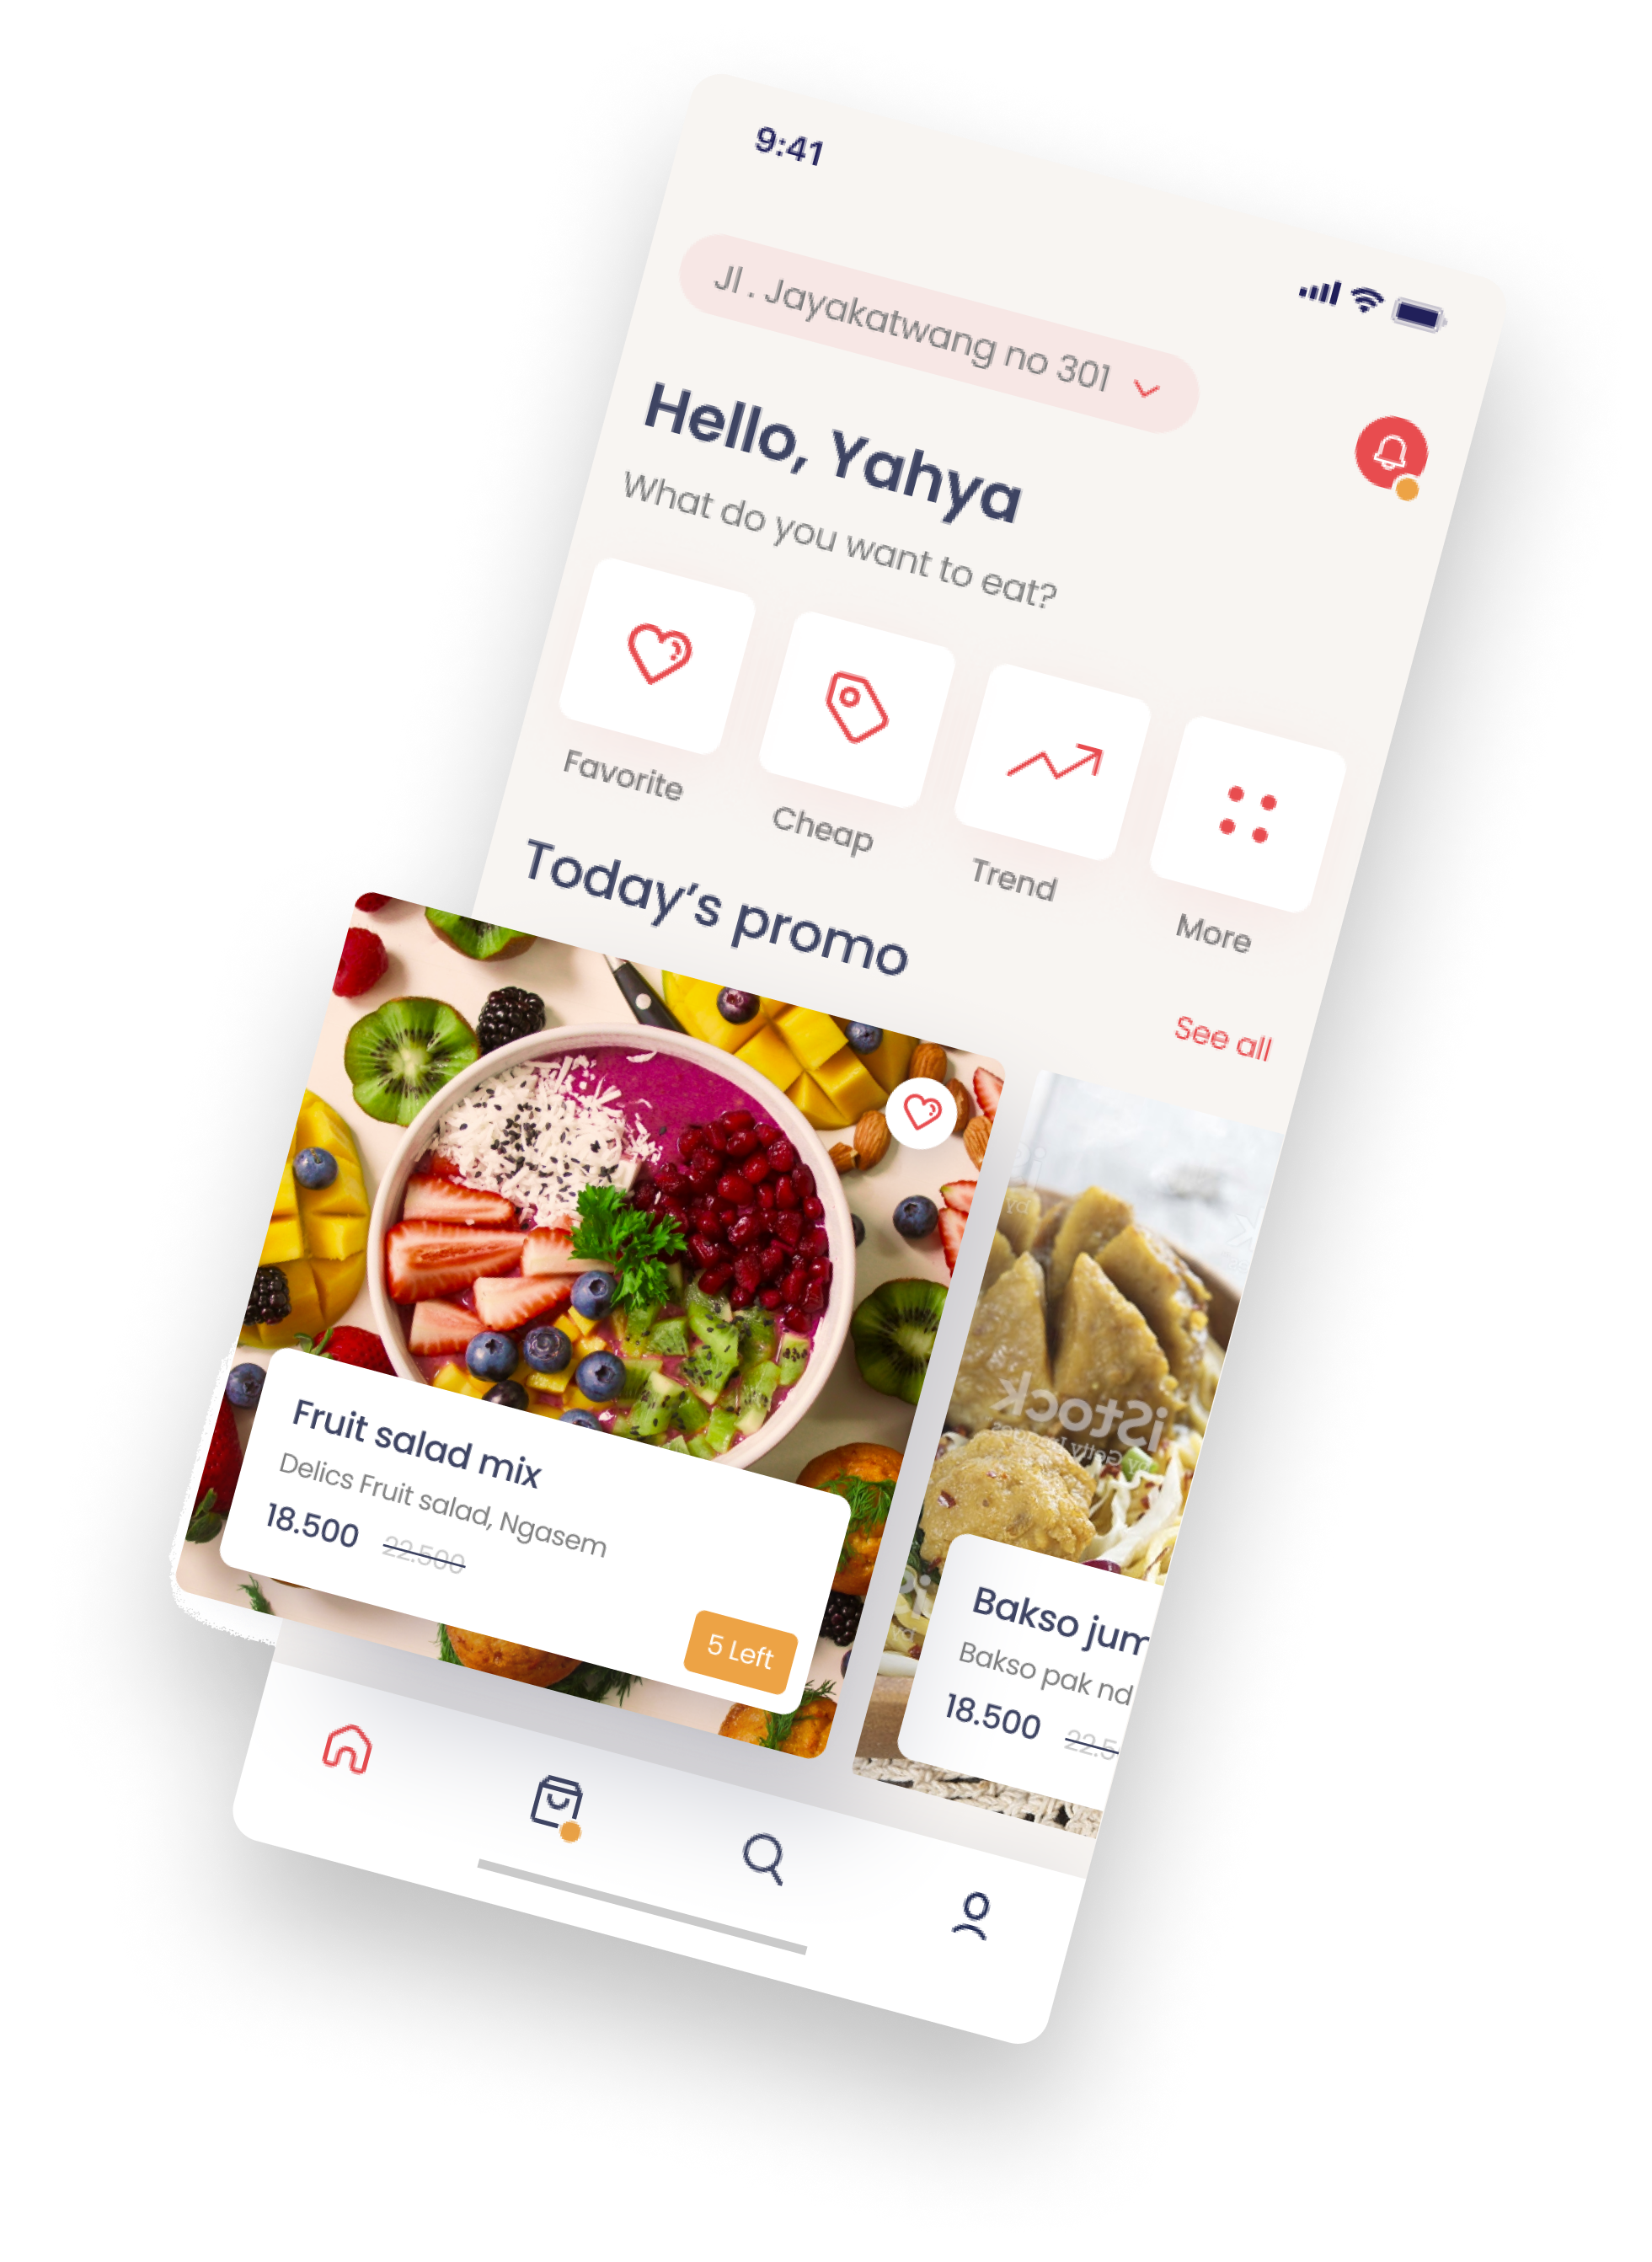 9:41
Jl . Jayakatwang no 301
Hello, Yahya
What do you want to eat?
Favorite
Cheap
Trend
More
Today's promo
See all
Fruit salad mix
Delics Fruit salad, Ngasem
18.500 22.500
5 Left
iStock
Bakso jum
Bakso pak nd
18.500 22.5